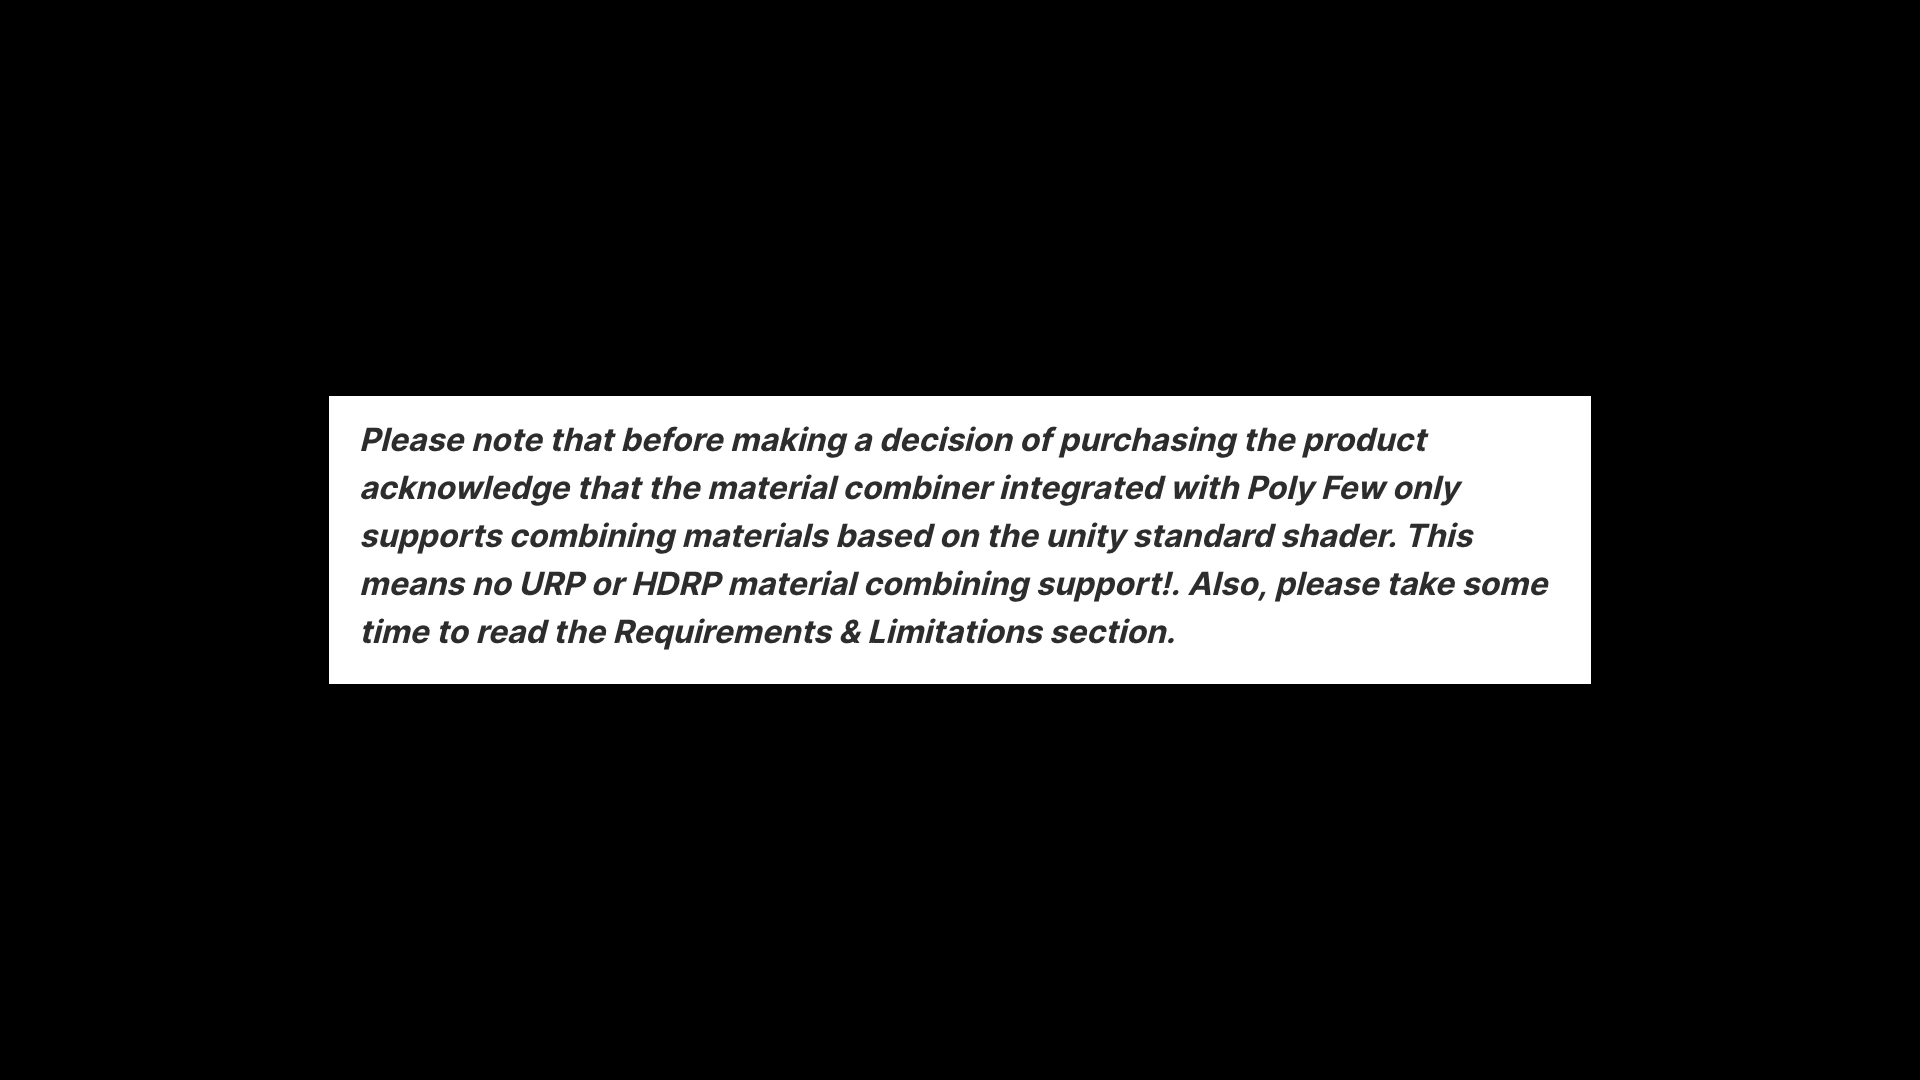 Please note that before making a decision of purchasing the product
acknowledge that the material combiner integrated with Poly Few only
supports combining materials based on the unity standard shader. This
means no URP or HDRP material combining support!. Also, please take some
time to read the Requirements & Limitations section.